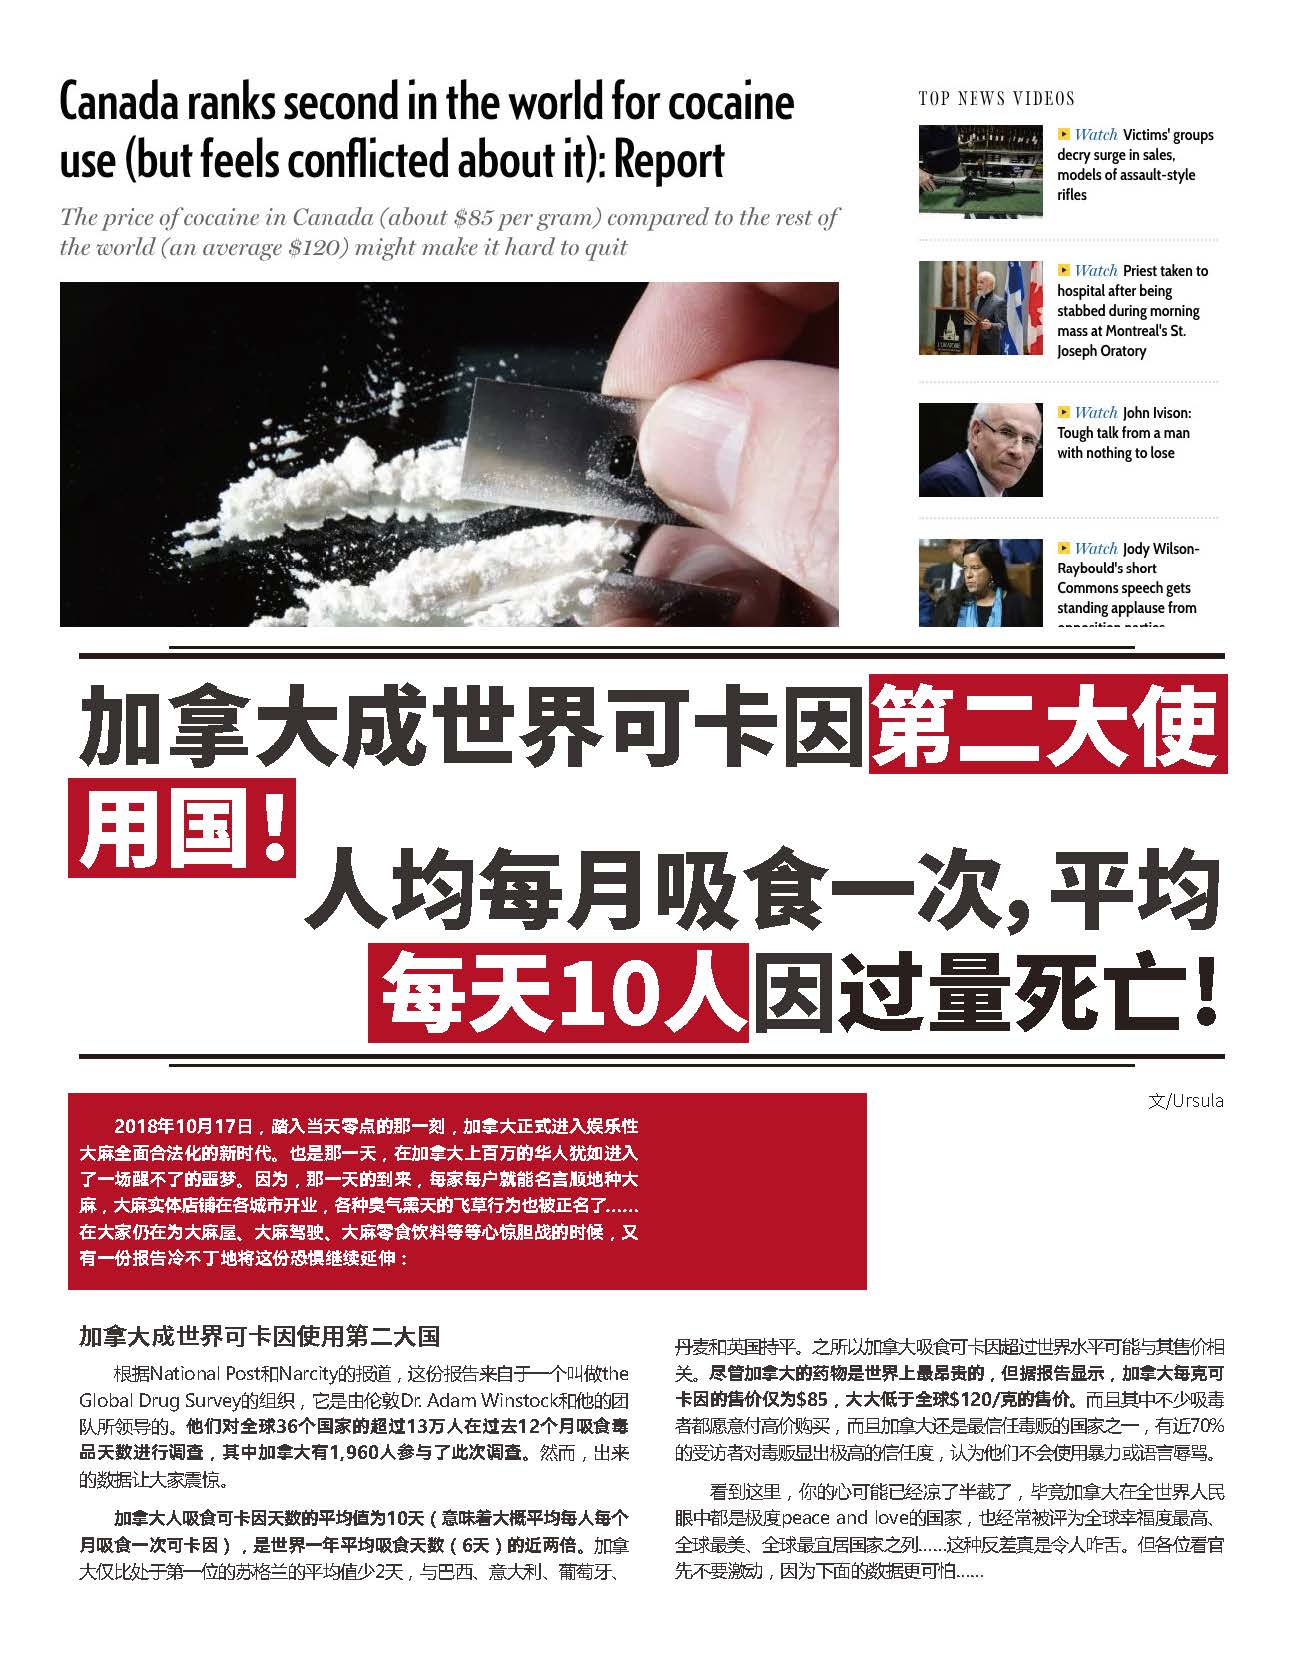 Canada ranks second in the world for cocaine
use (but feels conflicted about it): Report
The price of cocaine in Canada (about $85 per gram) compared to the rest of
the world (an average $120) might make it hard to quit
TOP NEWS VIDEOS
Watch Victims' groups
decry surge in sales,
models of assault-style
rifles
Watch Priest taken to
hospital after being
stabbed during morning
mass at Montreal's St.
Joseph Oratory
Watch John Ivison:
Tough talk from a man
with nothing to lose
Watch Jody Wilson-
Raybould's short
Commons speech gets
standing applause from
opposition parties
加拿大成世界可卡因第二大使
用国!
人均每月吸食一次,平均
每天10人因过量死亡!
文/Ursula
2018年10月17日，踏入当天零点的那一刻，加拿大正式进入娱乐性
大麻全面合法化的新时代。也是那一天，在加拿大上百万的华人犹如进入
了一场醒不了的噩梦。因为，那一天的到来，每家每户就能名言顺地种大
麻，大麻实体店铺在各城市开业，各种臭气熏天的飞草行为也被正名了……
在大家仍在为大麻屋、大麻驾驶、大麻零食饮料等等心惊胆战的时候，又
有一份报告冷不丁地将这份恐惧继续延伸：
加拿大成世界可卡因使用第二大国
根据National Post和Narcity的报道，这份报告来自于一个叫做the
Global Drug Survey的组织，它是由伦敦Dr. Adam Winstock和他的团
队所领导的。他们对全球36个国家的超过13万人在过去12个月吸食毒
品天数进行调查，其中加拿大有1,960人参与了此次调查。然而，出来
的数据让大家震惊。
加拿大人吸食可卡因天数的平均值为10天（意味着大概平均每人每个
月吸食一次可卡因），是世界一年平均吸食天数（6天）的近两倍。加拿
大仅比处于第一位的苏格兰的平均值少2天，与巴西、意大利、葡萄牙、
丹麦和英国持平。之所以加拿大吸食可卡因超过世界水平可能与其售价相
关。尽管加拿大的药物是世界上最昂贵的，但据报告显示，加拿大每克可
卡因的售价仅为$85，大大低于全球$120/克的售价。而且其中不少吸毒
者都愿意付高价购买，而且加拿大还是最信任毒贩的国家之一，有近70%
的受访者对毒贩显出极高的信任度，认为他们不会使用暴力或语言辱骂。
看到这里，你的心可能已经凉了半截了，毕竟加拿大在全世界人民
眼中都是极度peace and love的国家，也经常被评为全球幸福度最高、
全球最美、全球最宜居国家之列……这种反差真是令人咋舌。但各位看官
先不要激动，因为下面的数据更可怕……